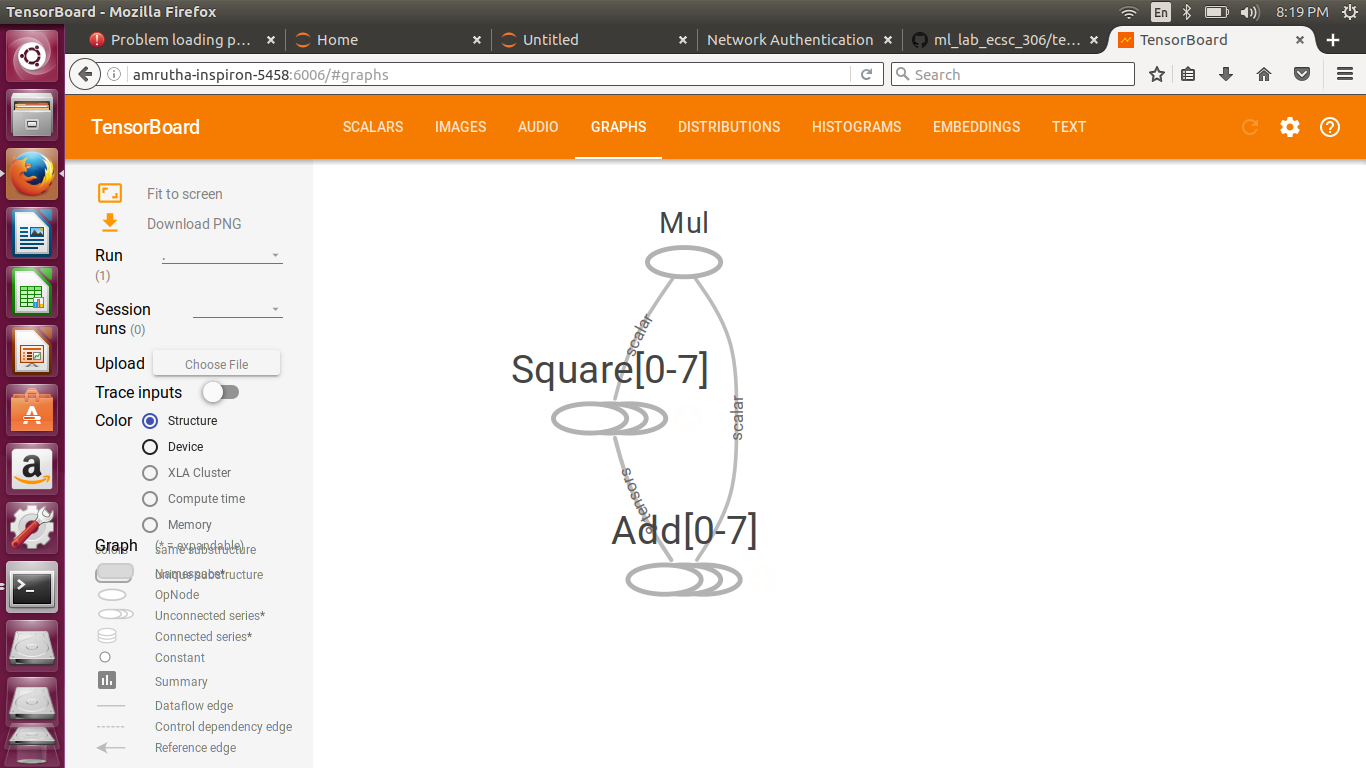 TensorBoard - Mozilla Firefox
En
8:19 PM
Problem loading p...
Home
Untitled
Network Authentication
ml_lab_ecsc_306/te...
TensorBoard
amrutha-inspiron-5458:6006/#graphs
Search
TensorBoard
SCALARS
IMAGES
AUDIO
GRAPHS
DISTRIBUTIONS
HISTOGRAMS
EMBEDDINGS
TEXT
Fit to screen
Download PNG
Run
.
(1)
Session
runs (0)
Upload
Choose File
Trace inputs
Color
Structure
Device
XLA Cluster
Compute time
Memory
Graph
(* = expandable)
colors
same substructure
Namespace*
unique substructure
OpNode
Unconnected series*
Connected series*
Constant
Summary
Dataflow edge
Control dependency edge
Reference edge
Mul
scalar
Square[0-7]
scalar
tensors
Add[0-7]